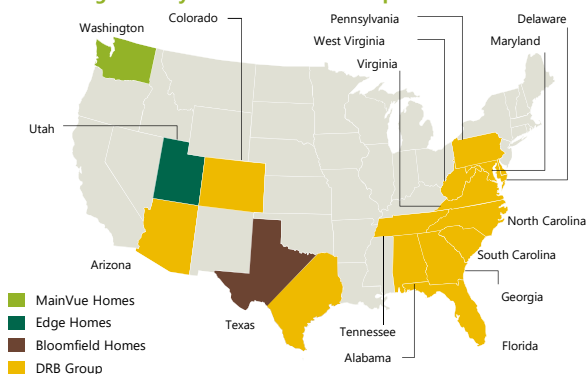 Washington
Colorado
Pennsylvania
Delaware
West Virginia
Maryland
Virginia
Utah
North Carolina
South Carolina
Arizona
Georgia
Texas
Tennessee
Florida
Alabama
MainVue Homes
Edge Homes
Bloomfield Homes
DRB Group